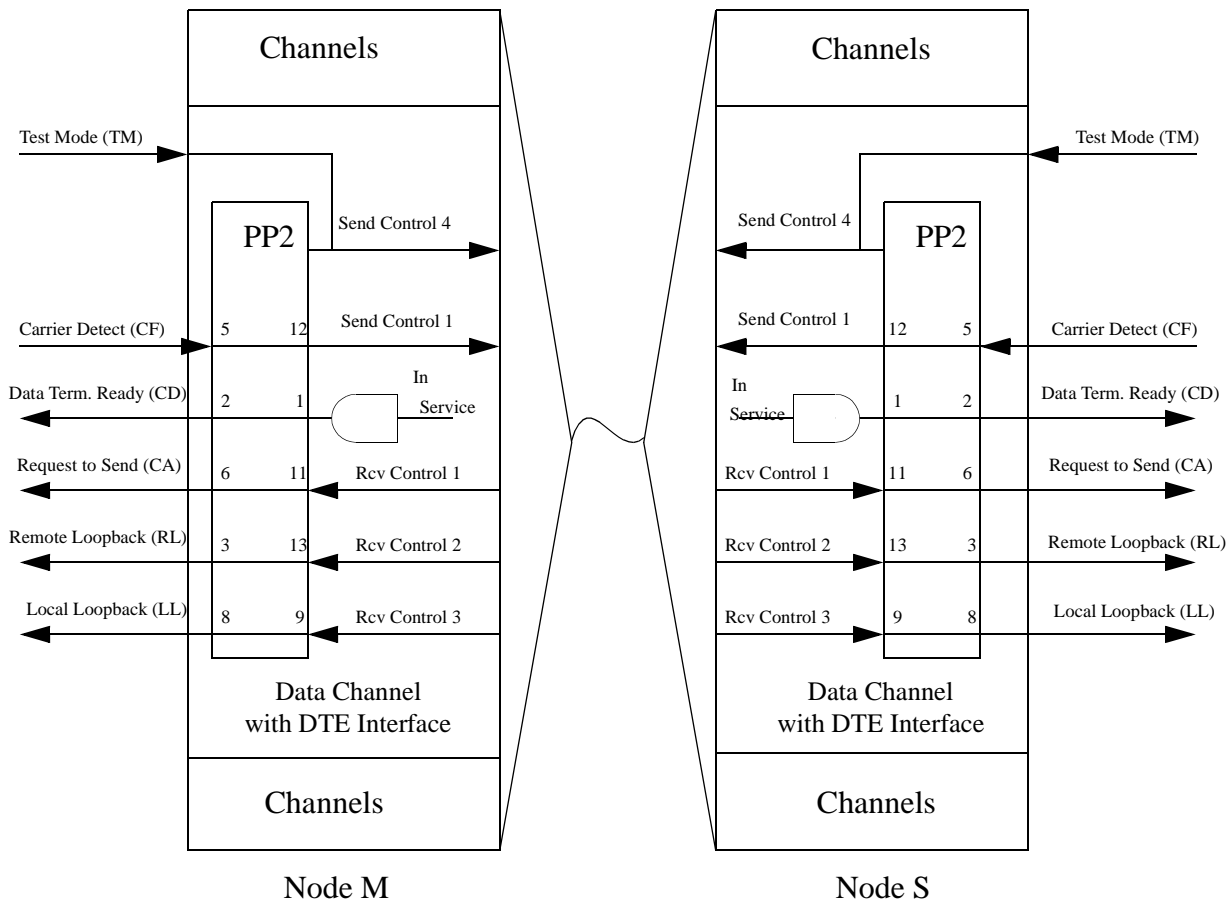 Channels
Channels
Test Mode (TM)
Test Mode (TM)
Send Control 4
Send Control 4
PP2
PP2
Send Control 1
Send Control 1
Carrier Detect (CF)
5
12
12
5
Carrier Detect (CF)
In
Service
In
Service
Data Term. Ready (CD)
2
1
1
2
Data Term. Ready (CD)
Request to Send (CA)
6
11
Rcv Control 1
Rcv Control 1
11
6
Request to Send (CA)
Remote Loopback (RL)
3
13
Rcv Control 2
Rcv Control 2
13
3
Remote Loopback (RL)
Local Loopback (LL)
8
9
Rcv Control 3
Rcv Control 3
9
8
Local Loopback (LL)
Data Channel
with DTE Interface
Data Channel
with DTE Interface
Channels
Channels
Node M
Node S